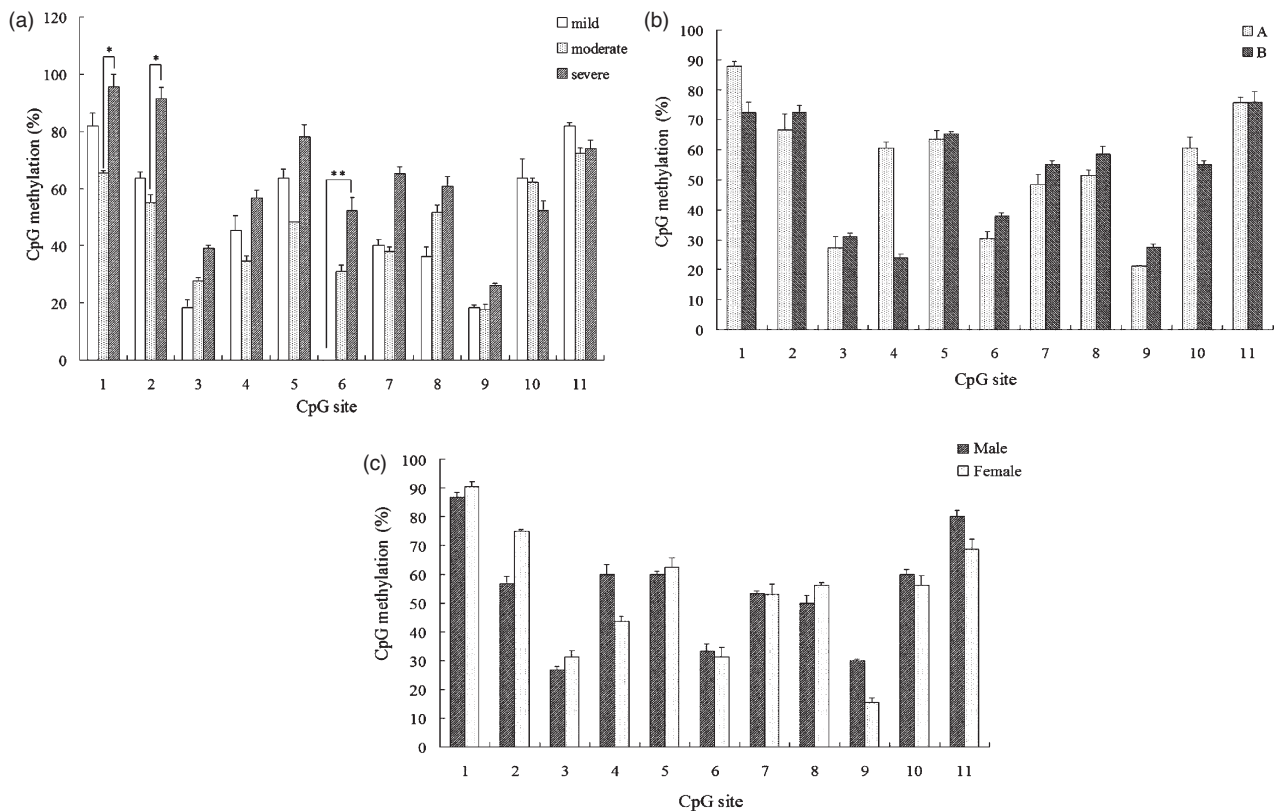 (a)
120
100
80
60
40
20
0
CpG methylation (%)
mild
moderate
severe
*
*
**
1 2 3 4 5 6 7 8 9 10 11
CpG site
(b)
100
90
80
70
60
50
40
30
20
10
0
CpG methylation (%)
A
B
1 2 3 4 5 6 7 8 9 10 11
CpG site
(c)
100
90
80
70
60
50
40
30
20
10
0
CpG methylation (%)
Male
Female
1 2 3 4 5 6 7 8 9 10 11
CpG site